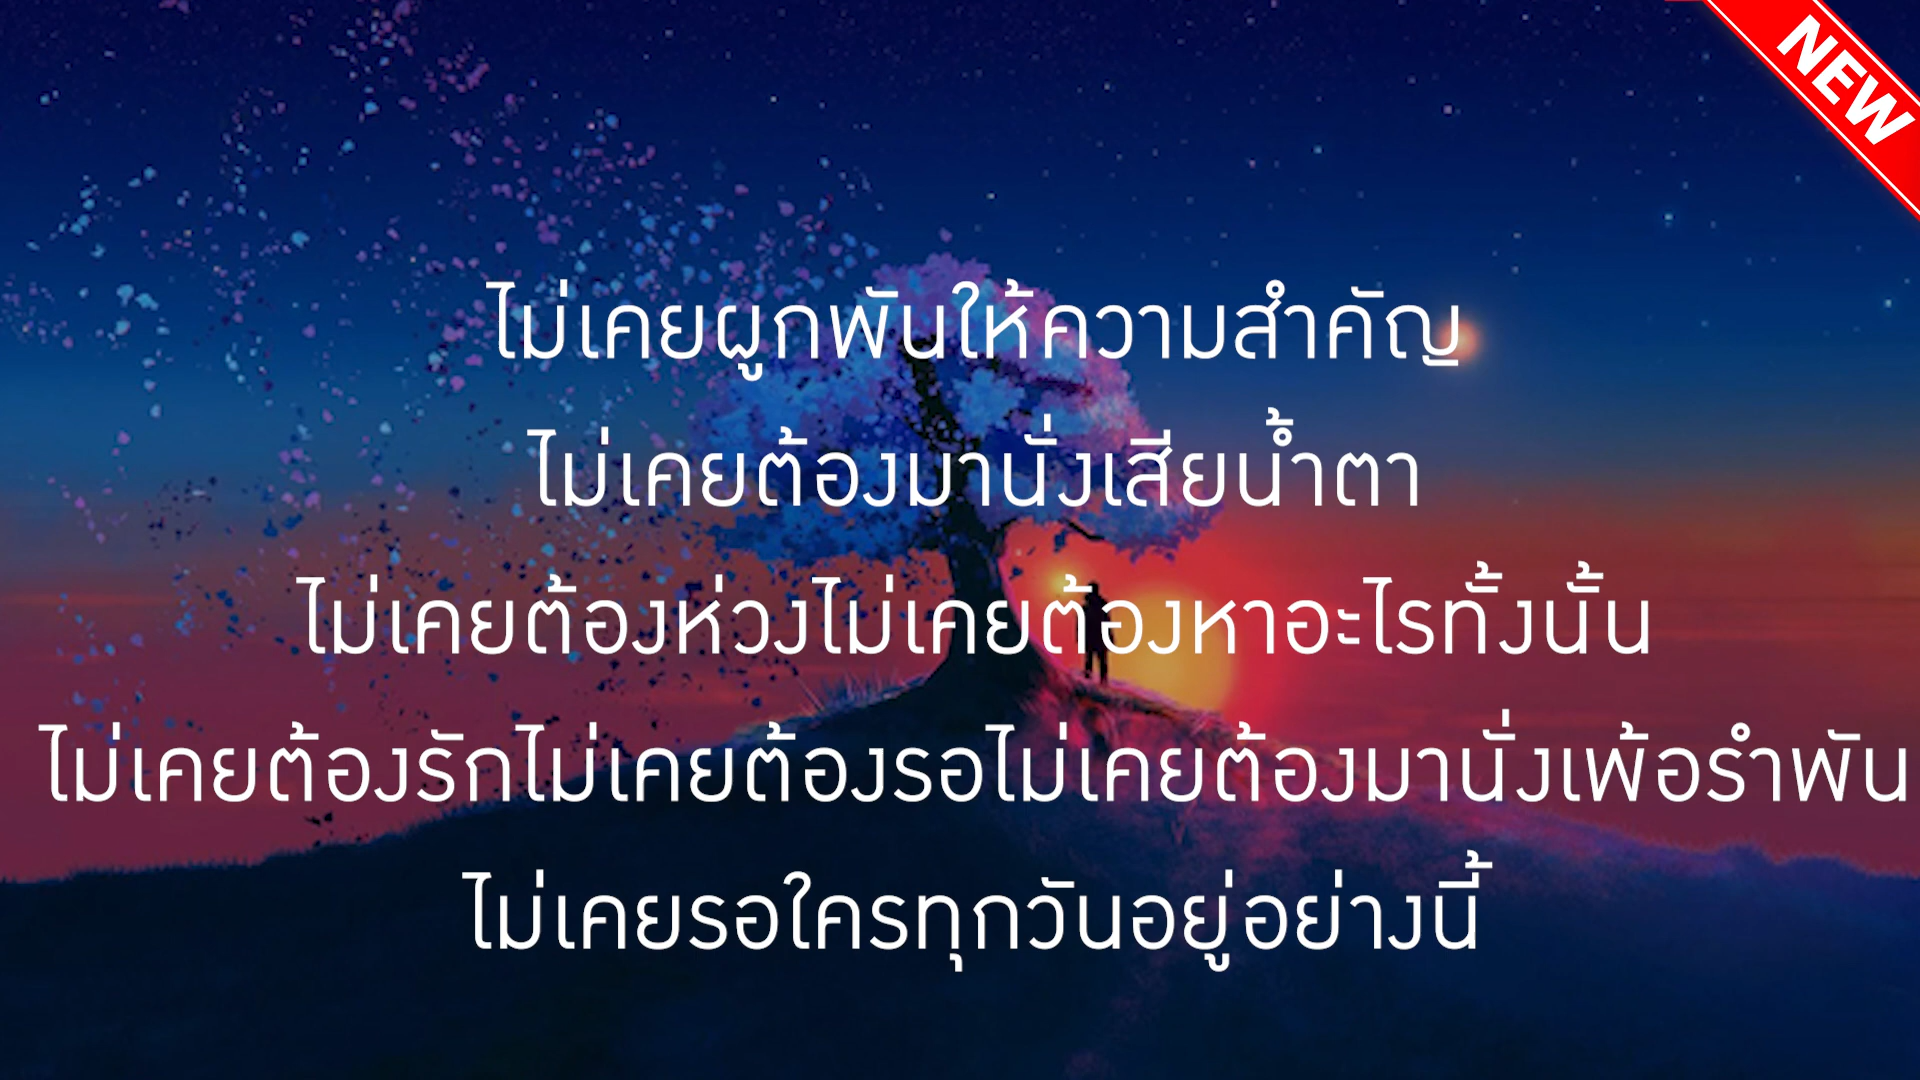 NEW
ไม่เคยผูกพันให้ความสำคัญ
ไม่เคยต้องมานั่งเสียน้ำตา
ไม่เคยต้องห่วงไม่เคยต้องหาอะไรทั้งนั้น
ไม่เคยต้องรักไม่เคยต้องรอไม่เคยต้องมานั่งเพ้อรำพัน
ไม่เคยรอใครทุกวันอยู่อย่างนี้